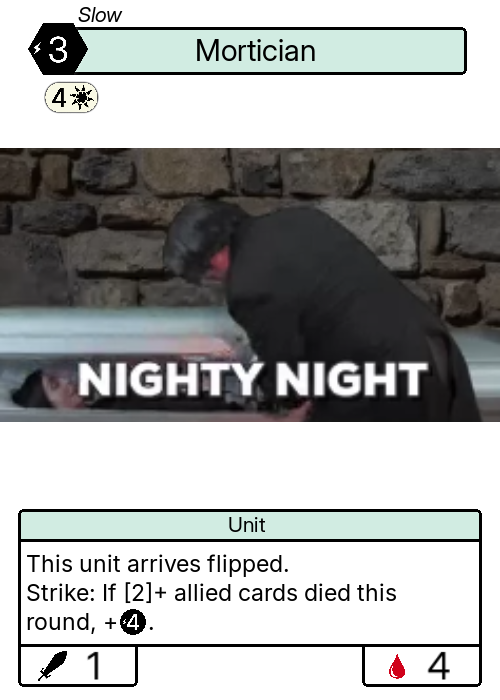 Slow
3
Mortician
4
NIGHTY NIGHT
Unit
This unit arrives flipped.
Strike: If [2]+ allied cards died this
round, +4.
1
4